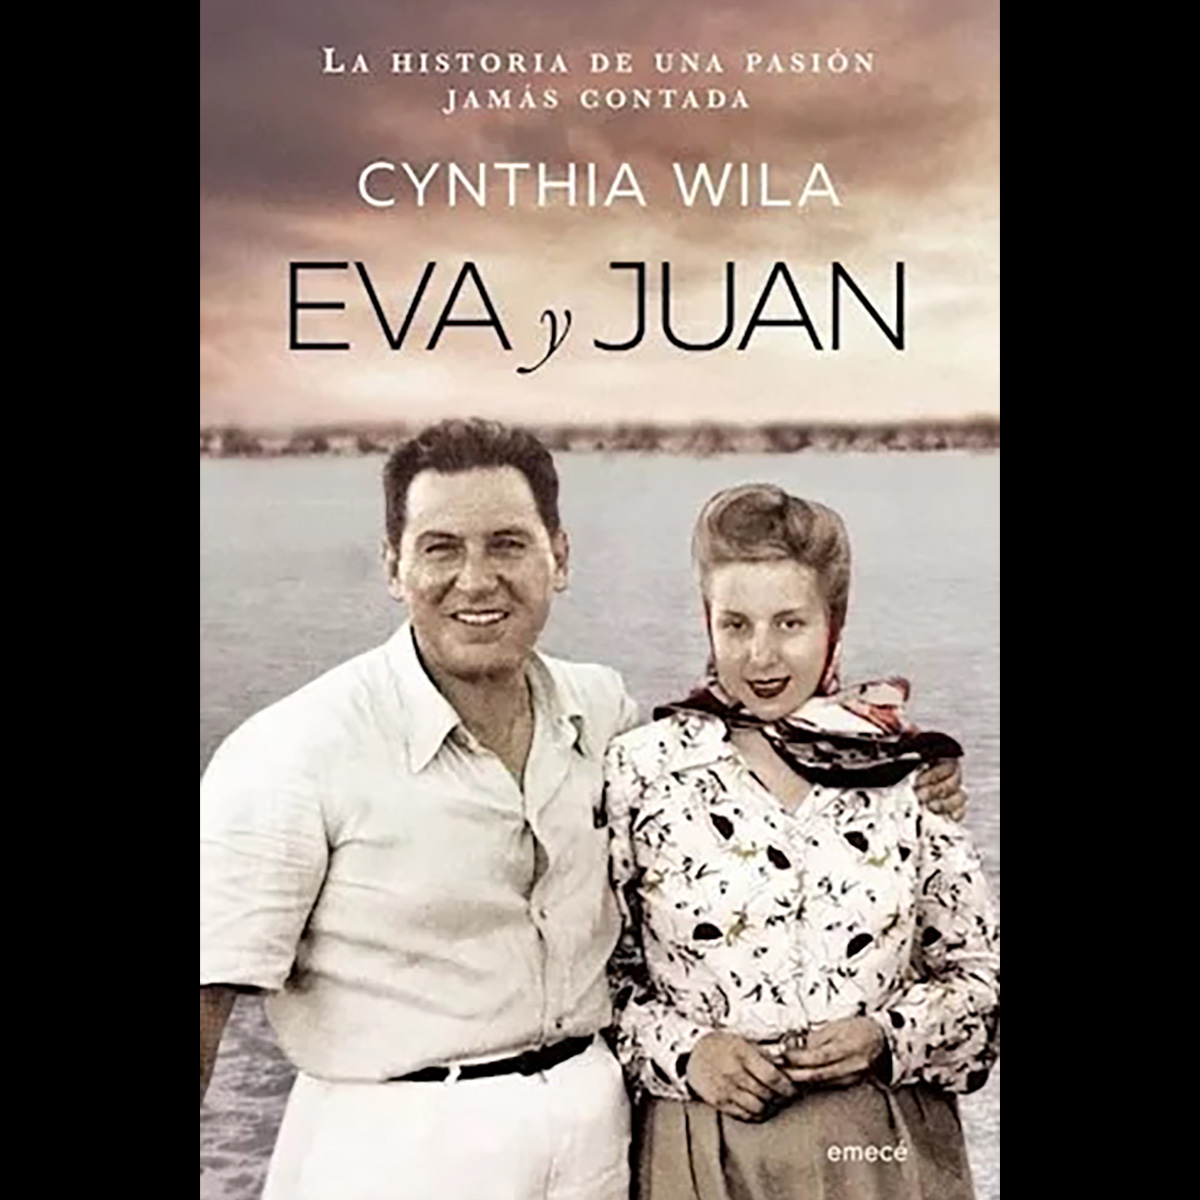 LA HISTORIA DE UNA PASIÓN
JAMÁS CONTADA
CYNTHIA WILA
EVA y JUAN
emecé